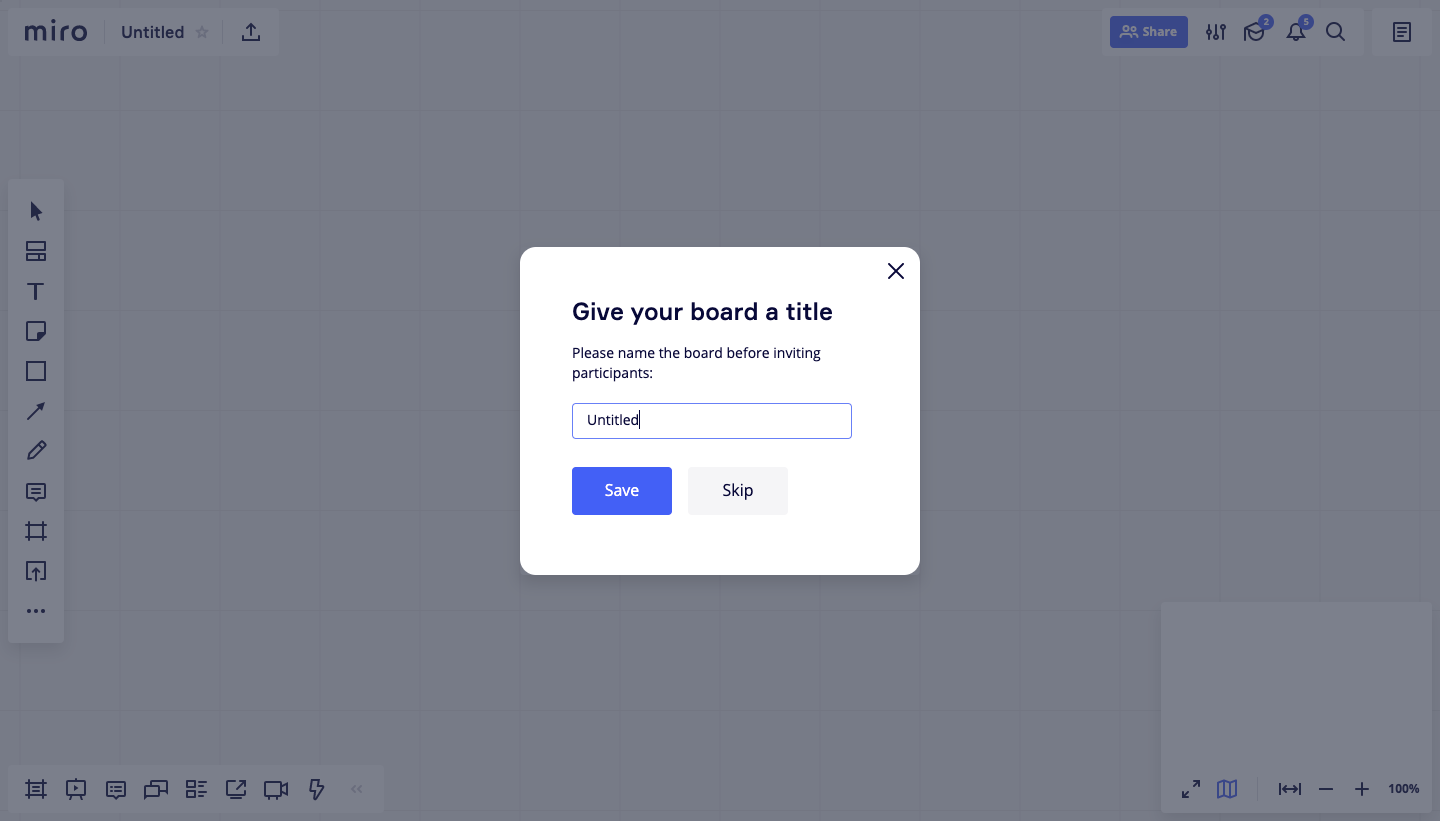 miro
Untitled
Share
2
5
Give your board a title
Please name the board before inviting
participants:
Untitled
Save
Skip
100%